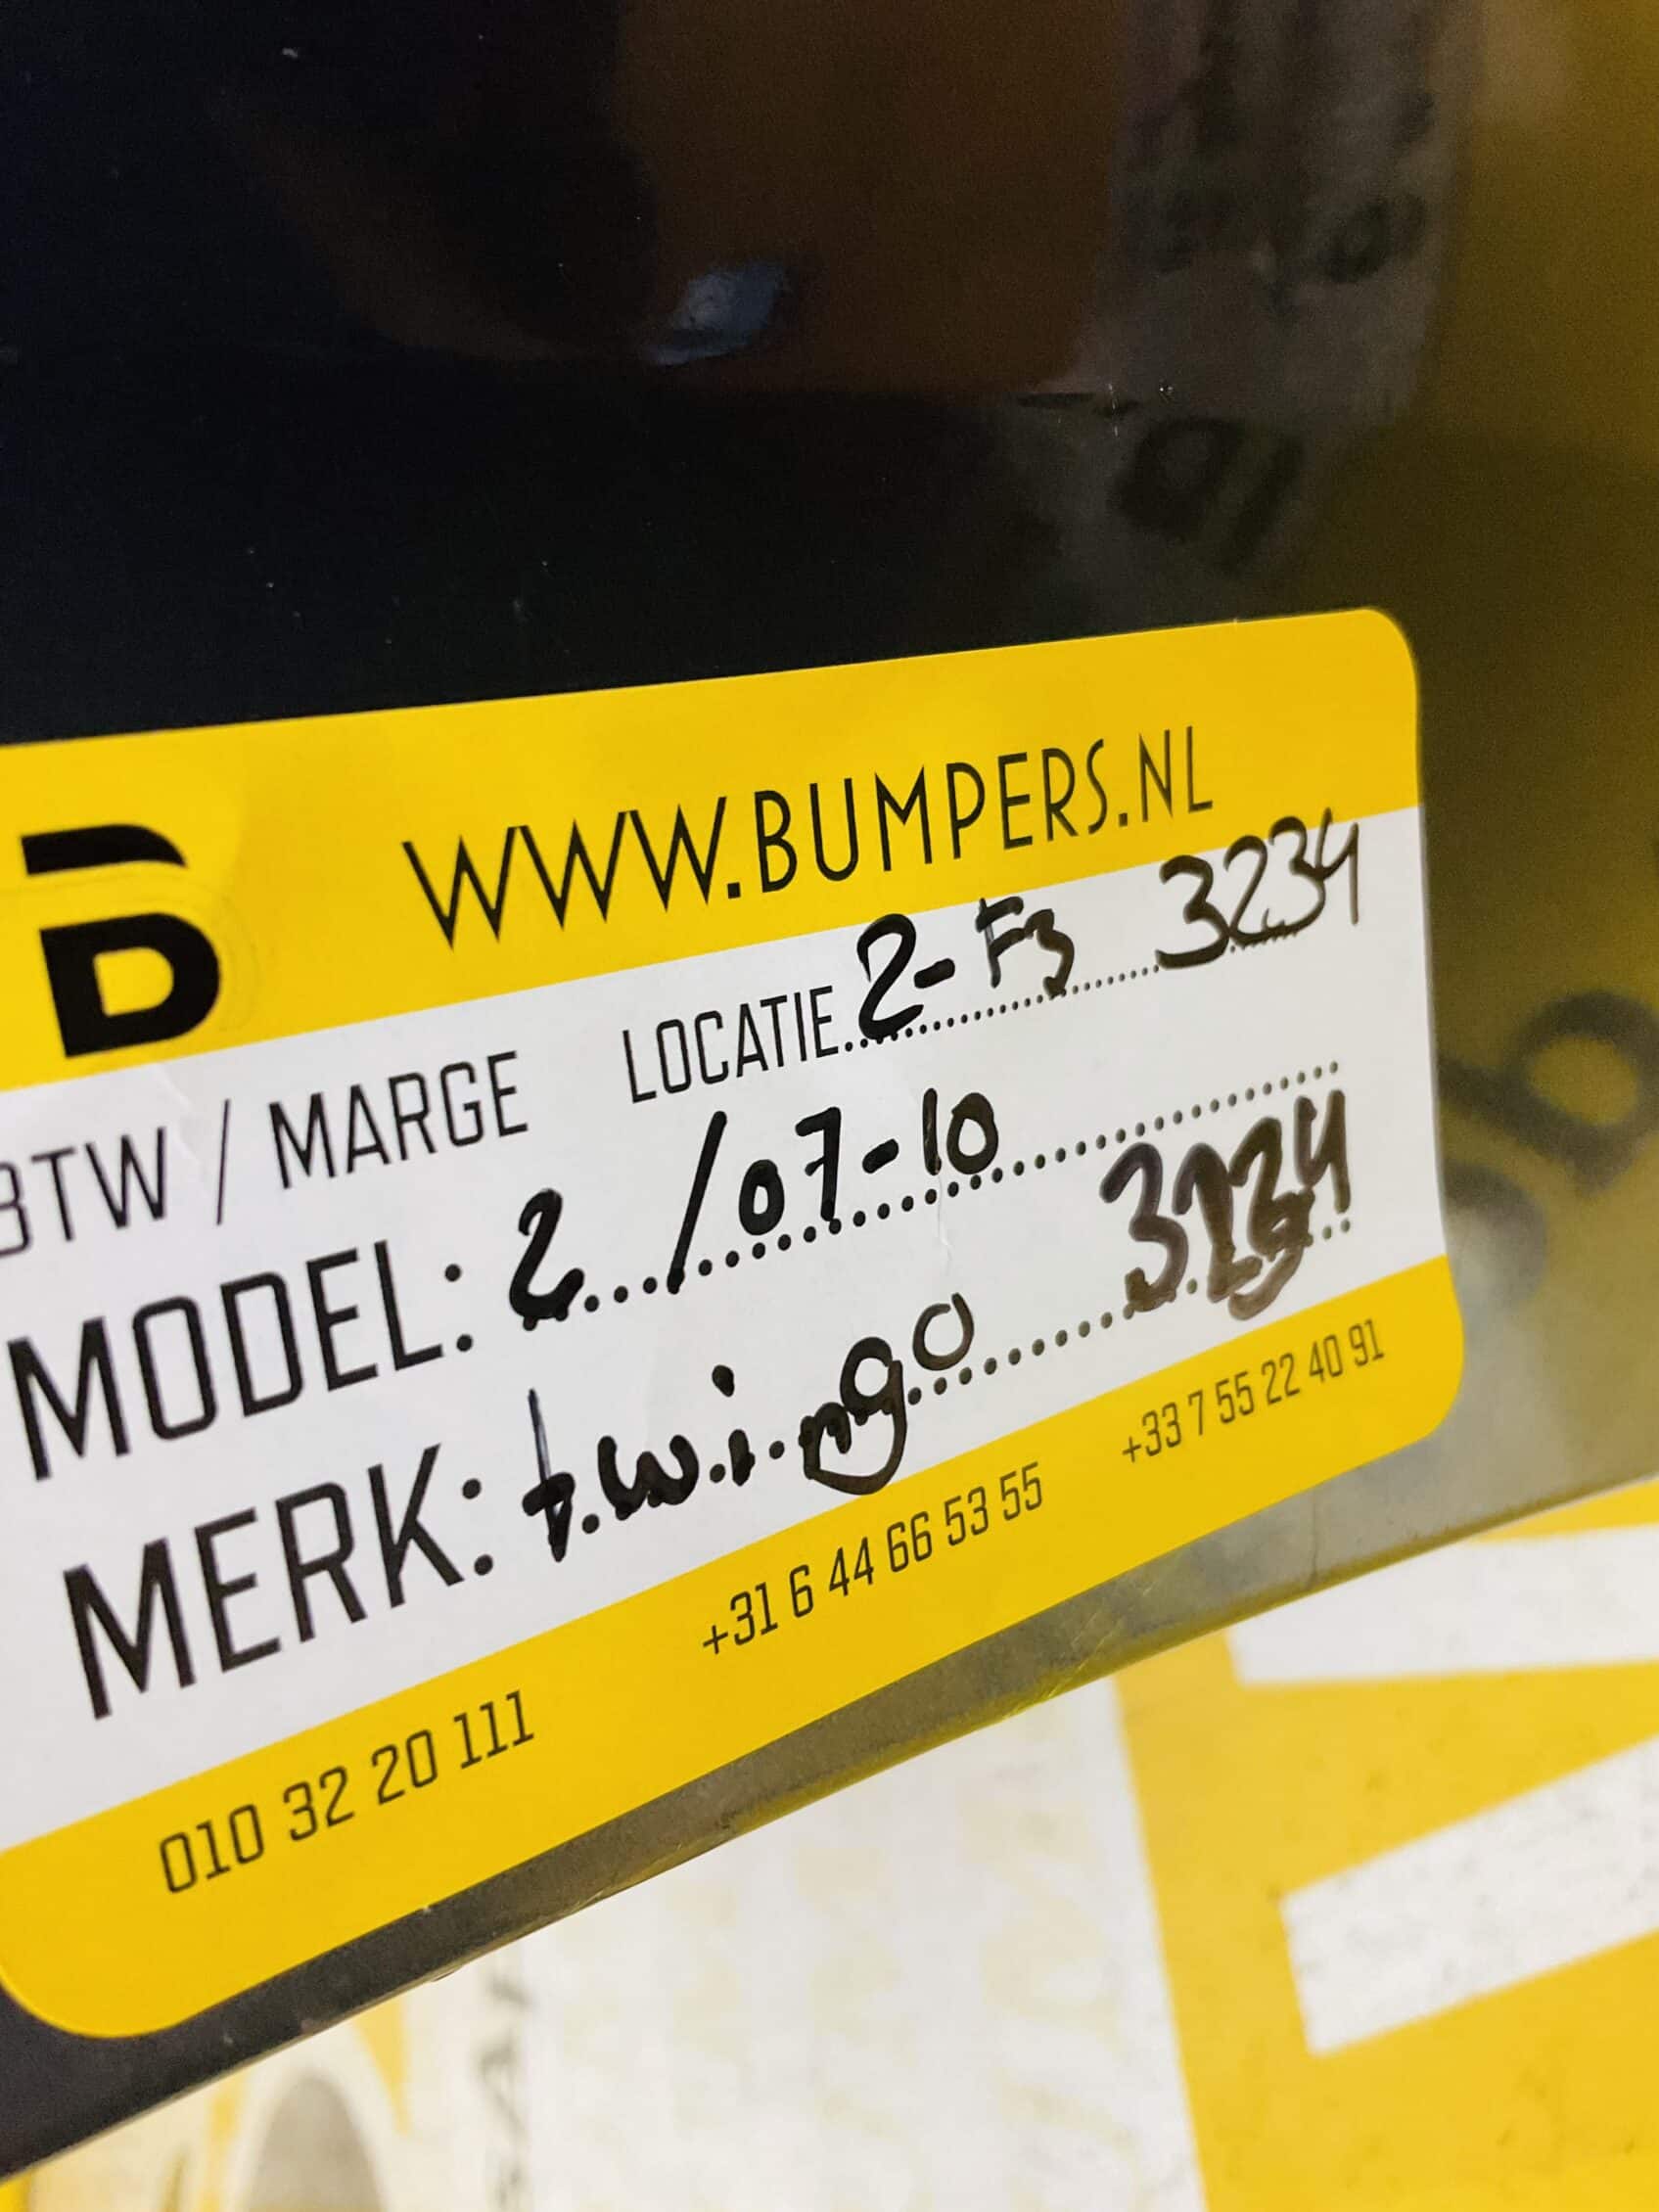 B WWW.BUMPERS.NL
BTW / MARGE LOCATIE 2-F3 3234
MODEL: 2 /07-10
MERK: twingo 3234
010 32 20 111 +31 6 44 66 53 55 +33 7 55 22 40 91